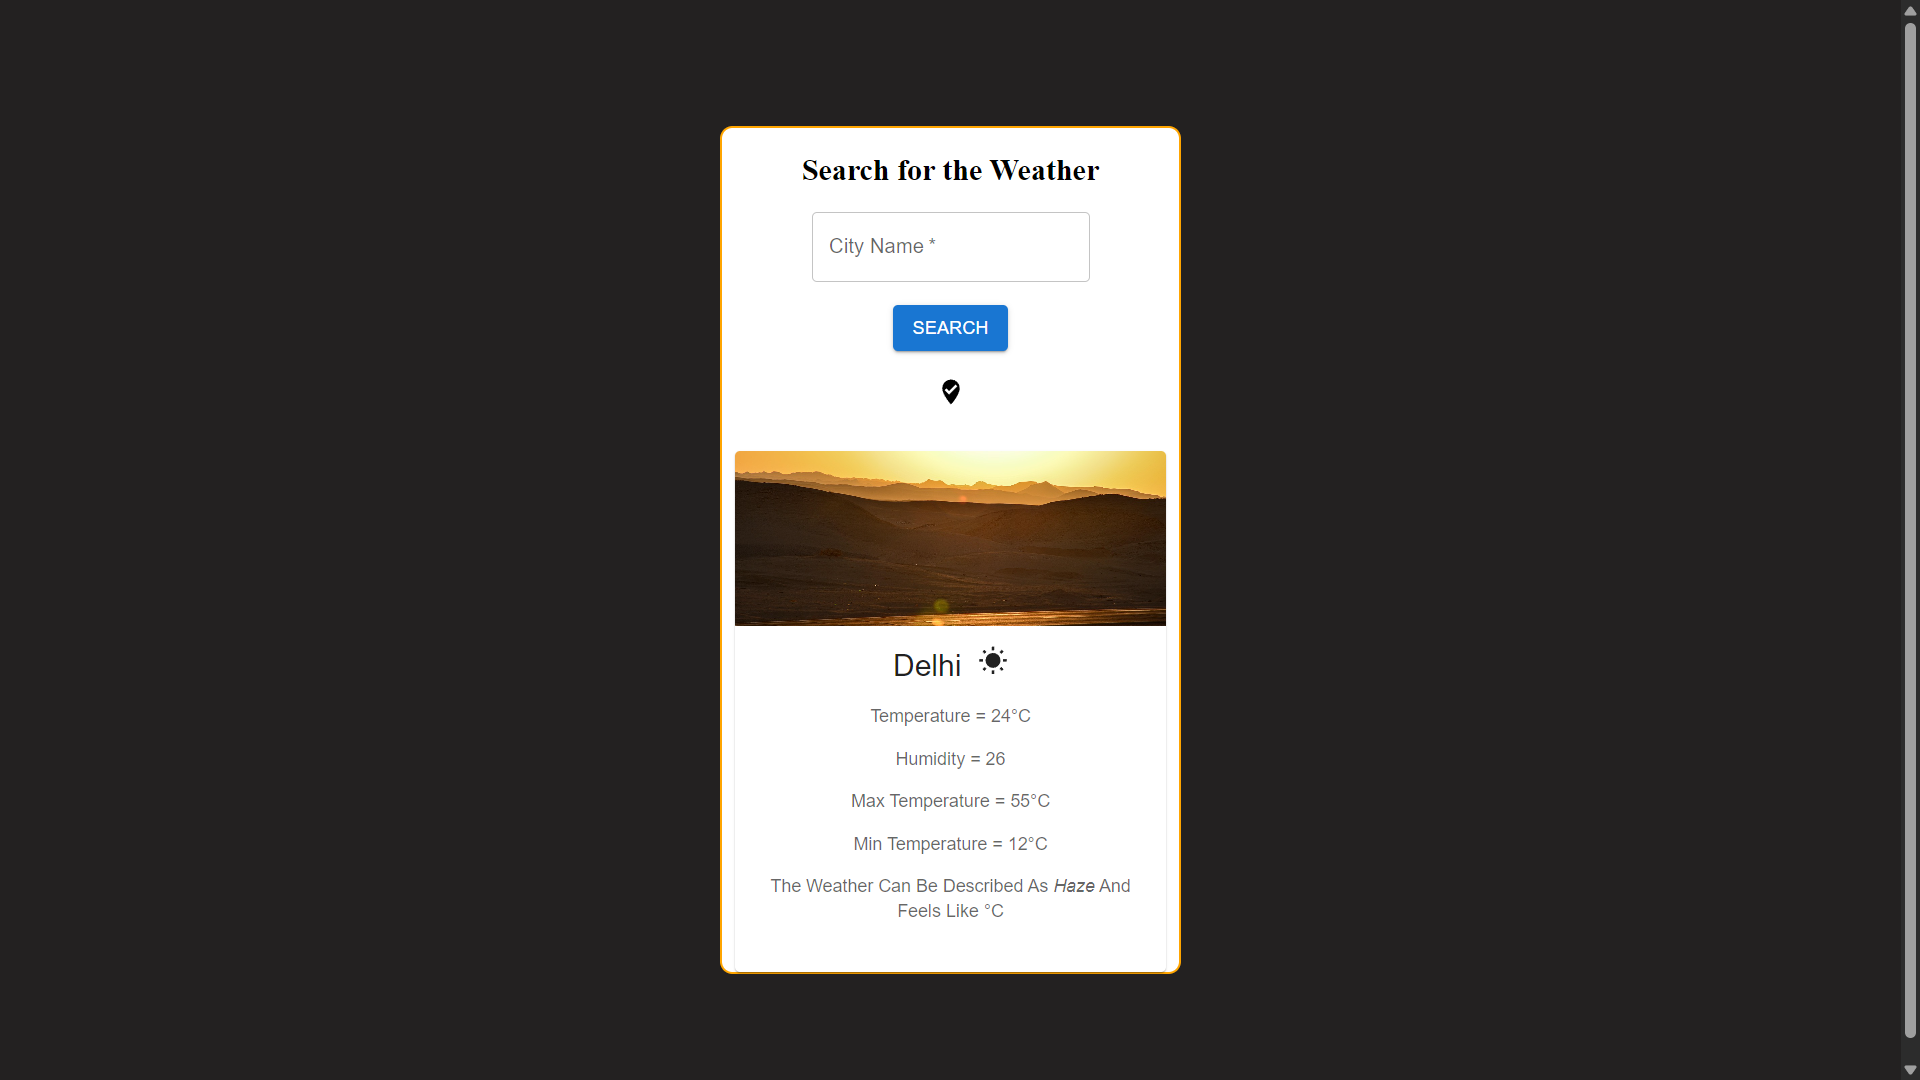 Search for the Weather
City Name *
SEARCH
Delhi
Temperature = 24°C
Humidity = 26
Max Temperature = 55°C
Min Temperature = 12°C
The Weather Can Be Described As Haze And
Feels Like °C